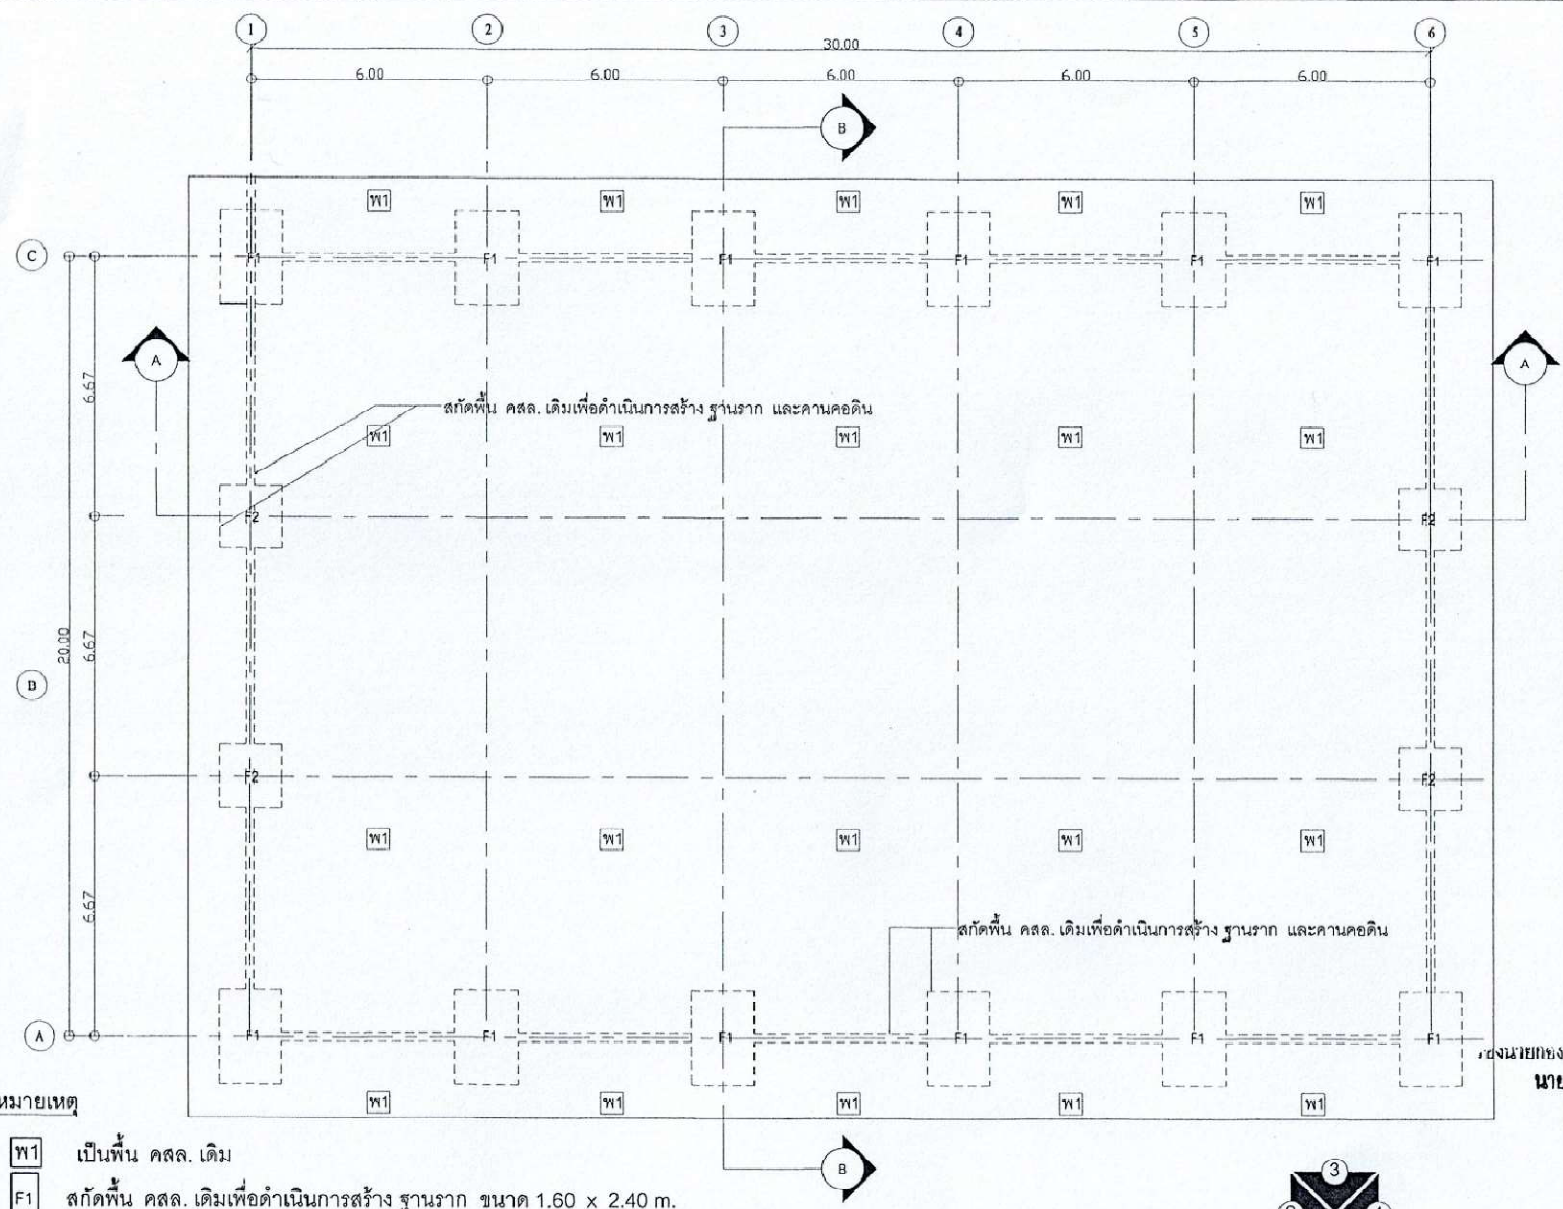 1 2 3 4 5 6
30.00
6.00 6.00 6.00 6.00 6.00
B
พ1 พ1 พ1 พ1 พ1
C
F1 F1 F1 F1 F1 F1
A A
6.67
สกัดพื้น คสล. เดิมเพื่อดำเนินการสร้าง ฐานราก และคานคอดิน
พ1 พ1 พ1 พ1 พ1
F2 F2
20.00
6.67
B
F2 F2
พ1 พ1 พ1 พ1 พ1
6.67
สกัดพื้น คสล. เดิมเพื่อดำเนินการสร้าง ฐานราก และคานคอดิน
A
F1 F1 F1 F1 F1 F1
นาย
หมายเหตุ
พ1 พ1 พ1 พ1 พ1
พ1 เป็นพื้น คสล. เดิม
B
3
F1 สกัดพื้น คสล. เดิมเพื่อดำเนินการสร้าง ฐานราก ขนาด 1.60 x 2.40 m.